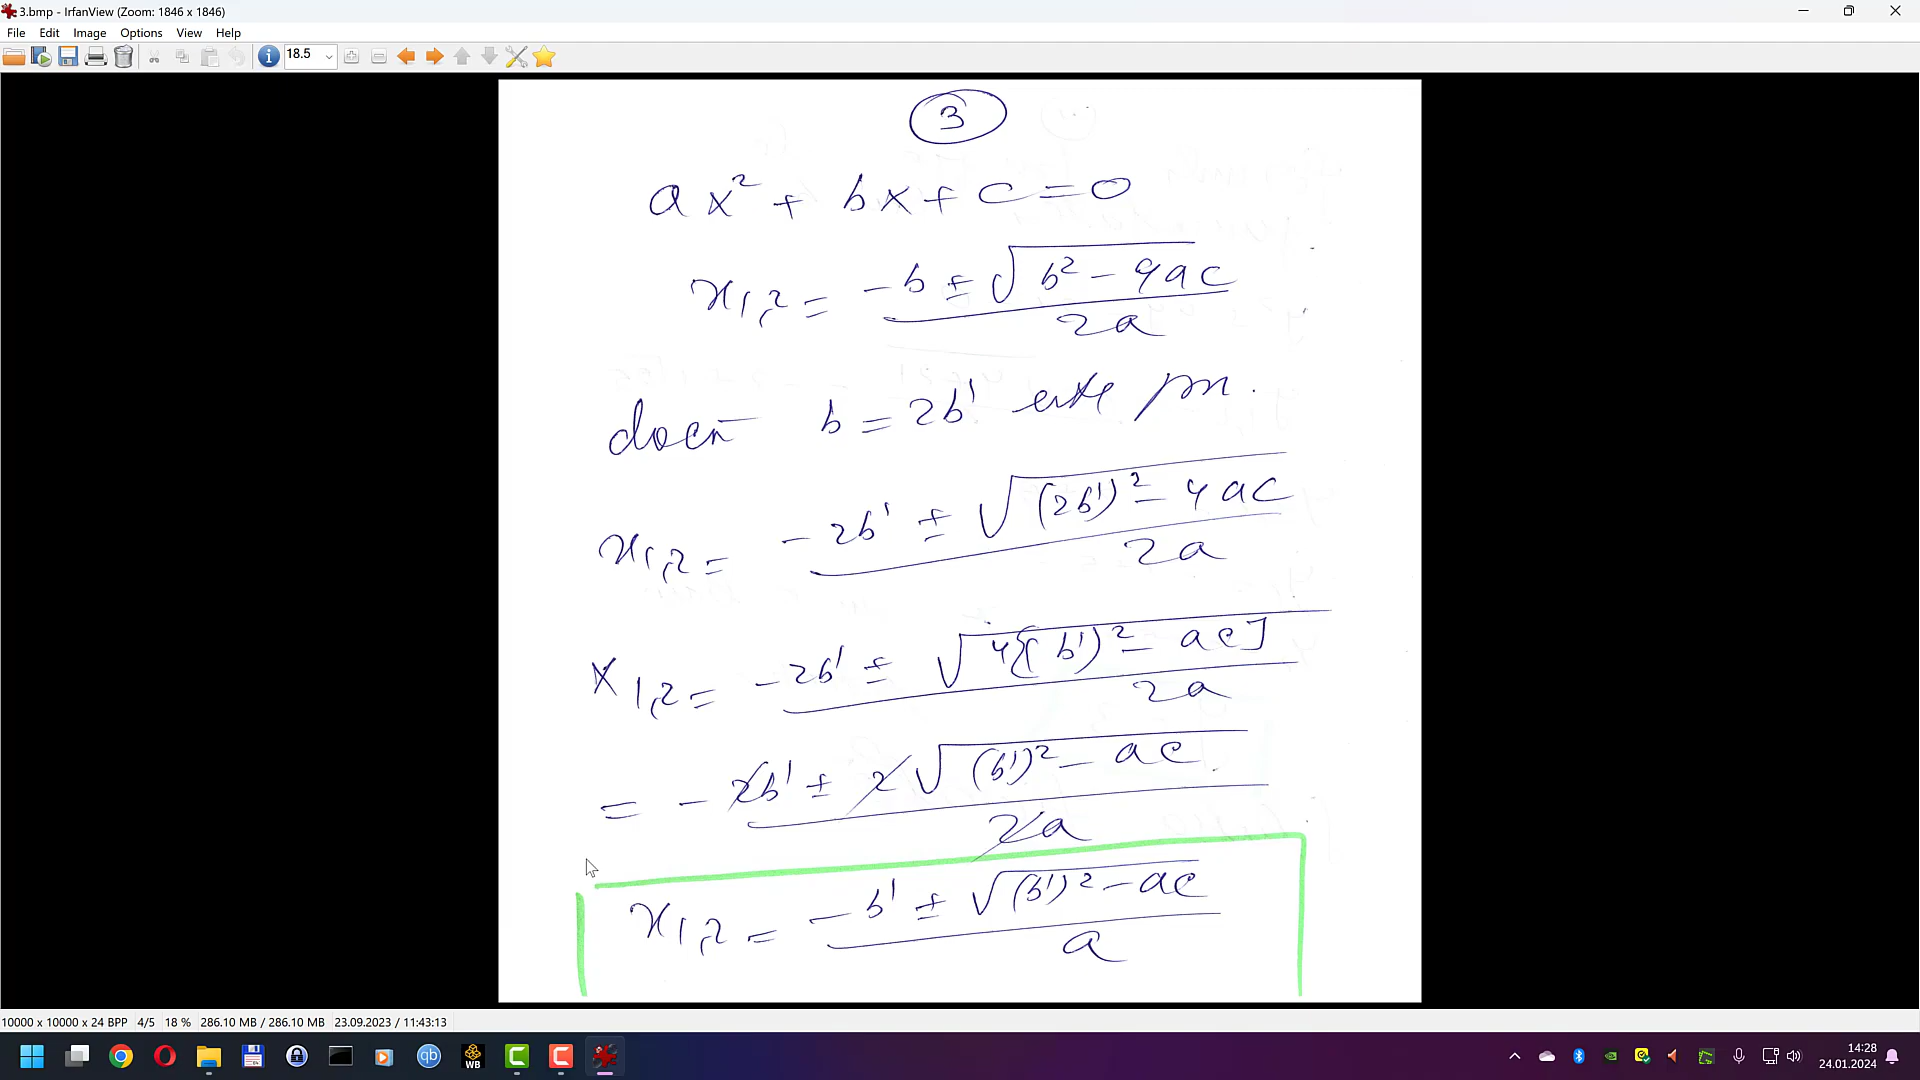 3.bmp - IrfanView (Zoom: 1846 x 1846)
File Edit Image Options View Help
18.5
3
ax² + bx + c = 0
x1,2 = (-b ± √(b² - 4ac)) / 2a
b = 2b' este
x1,2 = (-2b' ± √((2b')² - 4ac)) / 2a
x1,2 = (-2b' ± √(4[(b')² - ac])) / 2a
= (-2b' ± 2√((b')² - ac)) / 2a
x1,2 = (-b' ± √((b')² - ac)) / a
10000 x 10000 x 24 BPP 4/5 18 % 286.10 MB / 286.10 MB 23.09.2023 / 11:43:13
qb WB 14:28
24.01.2024